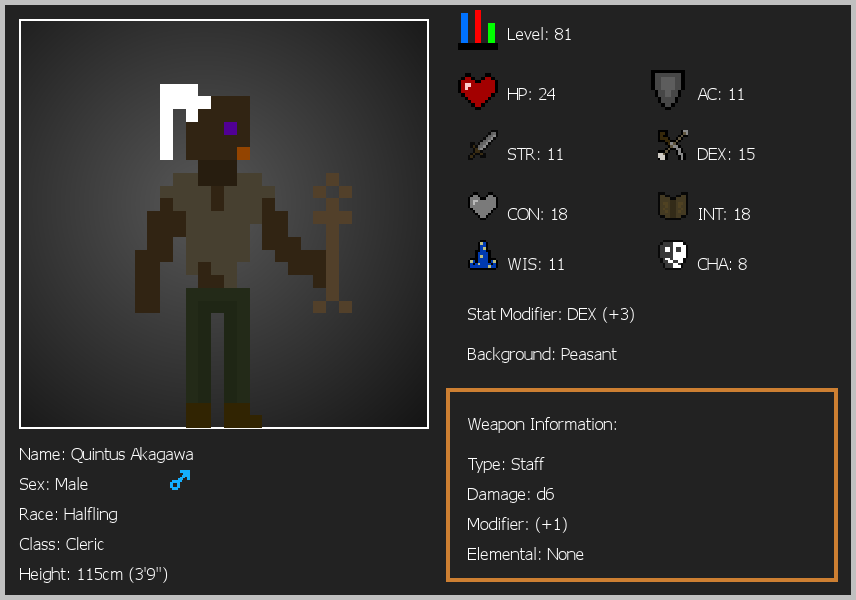 Level: 81
HP: 24
AC: 11
STR: 11
DEX: 15
CON: 18
INT: 18
WIS: 11
CHA: 8
Stat Modifier: DEX (+3)
Background: Peasant
Weapon Information:
Type: Staff
Damage: d6
Modifier: (+1)
Elemental: None
Name: Quintus Akagawa
Sex: Male
Race: Halfling
Class: Cleric
Height: 115cm (3'9")